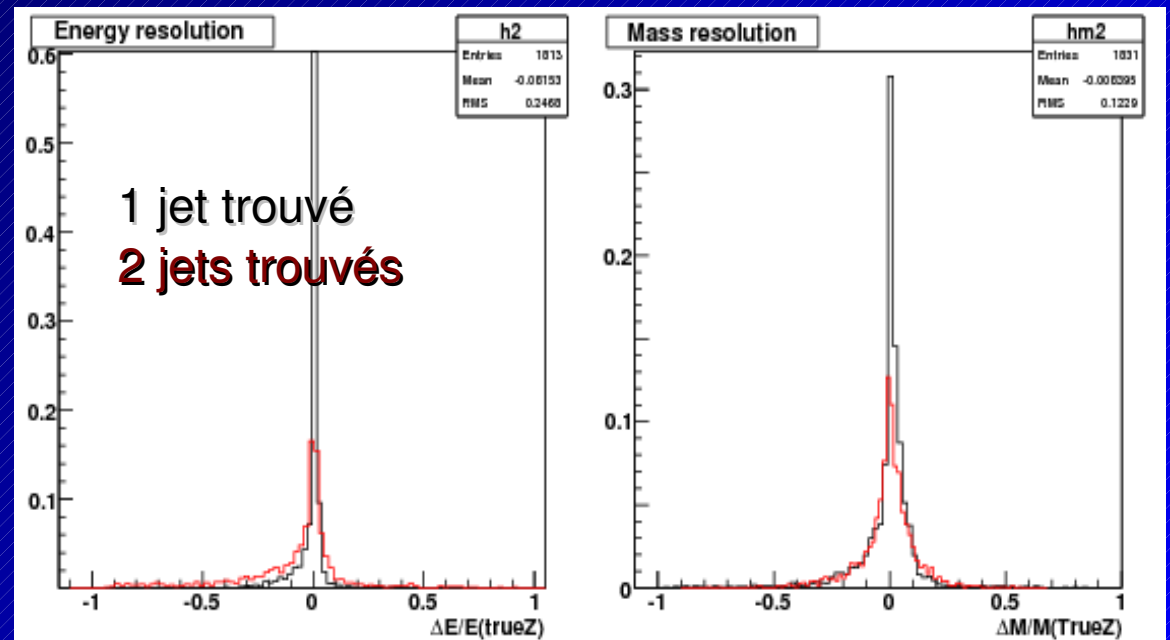 Energy resolution
h2
Entries 1813
Mean -0.08153
RMS 0.2468
0.6
0.5
0.4
0.3
0.2
0.1
1 jet trouvé
2 jets trouvés
-1 -0.5 0 0.5 1
ΔE/E(trueZ)
Mass resolution
hm2
Entries 1831
Mean -0.008395
RMS 0.1229
0.3
0.2
0.1
0
-1 -0.5 0 0.5 1
ΔM/M(TrueZ)